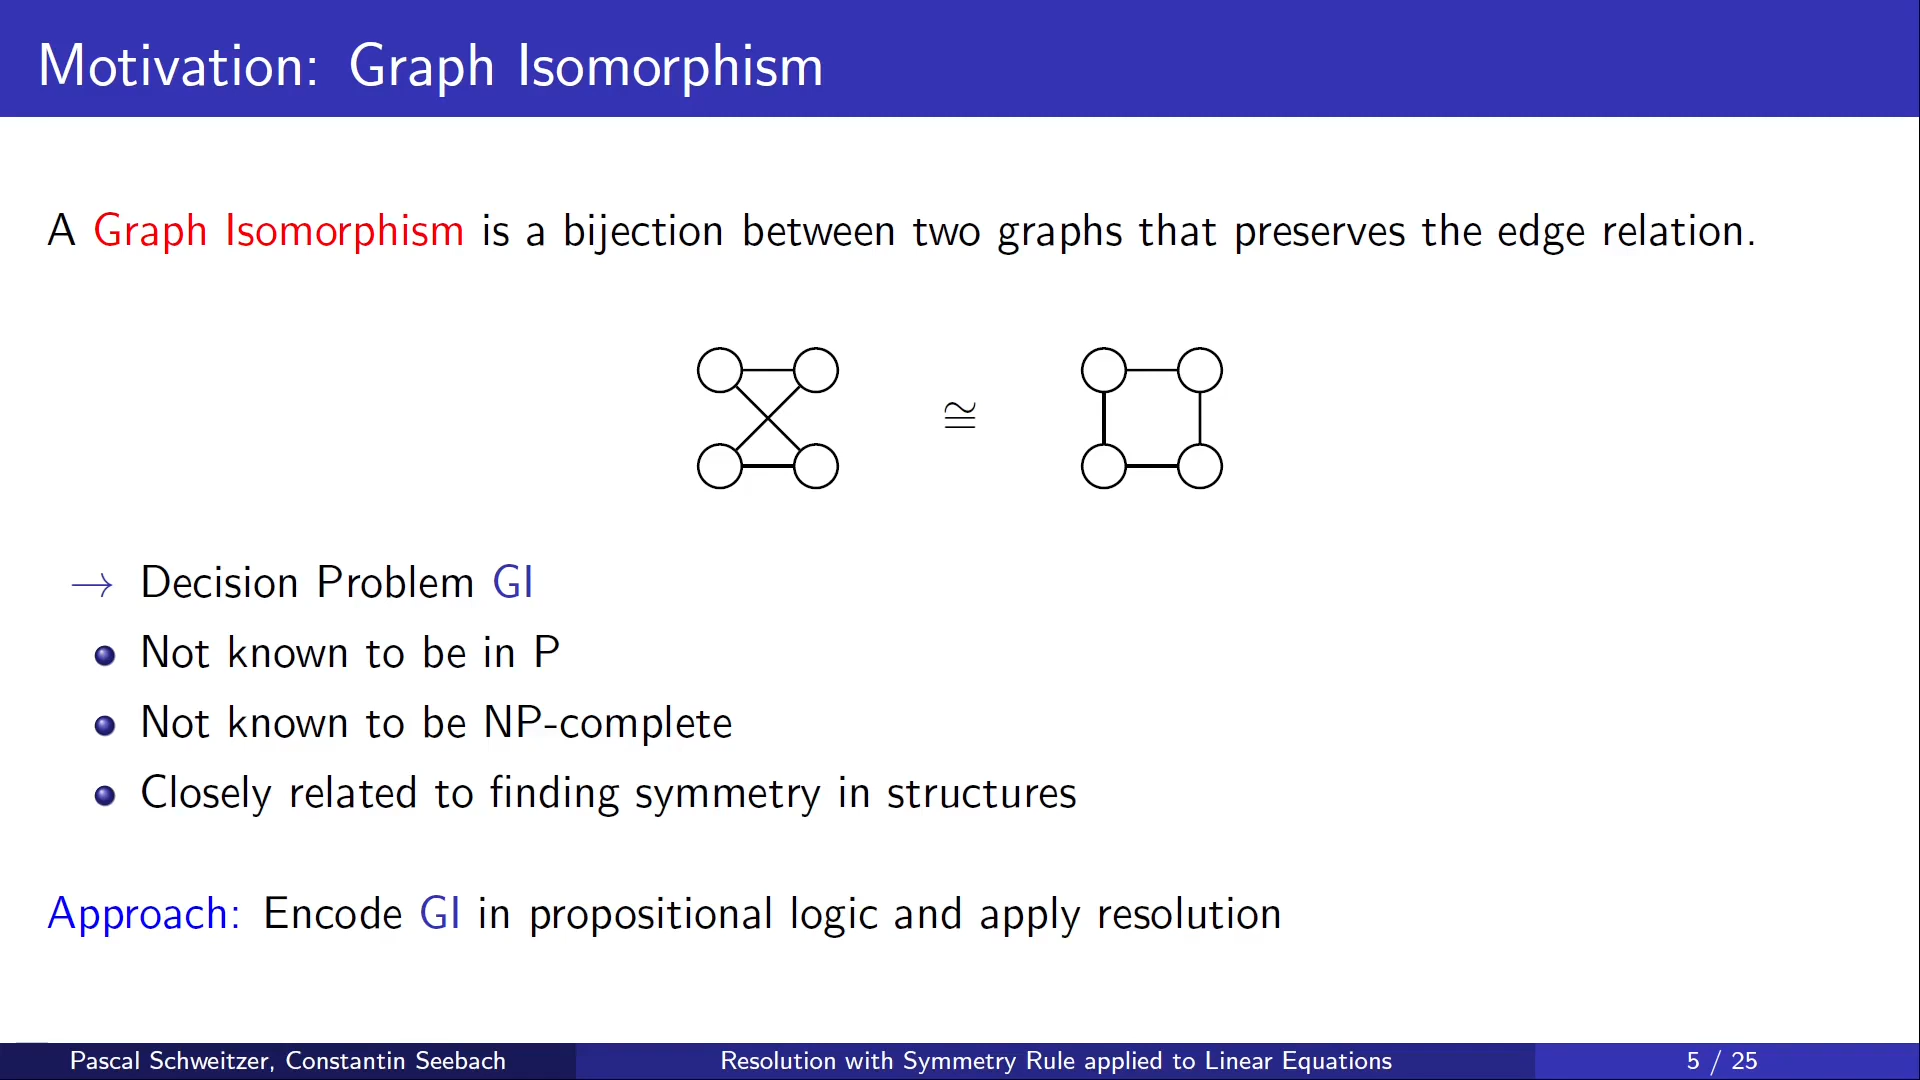 Motivation: Graph Isomorphism
A Graph Isomorphism is a bijection between two graphs that preserves the edge relation.
≅
→ Decision Problem GI
Not known to be in P
Not known to be NP-complete
Closely related to finding symmetry in structures
Approach: Encode GI in propositional logic and apply resolution
Pascal Schweitzer, Constantin Seebach
Resolution with Symmetry Rule applied to Linear Equations
5 / 25